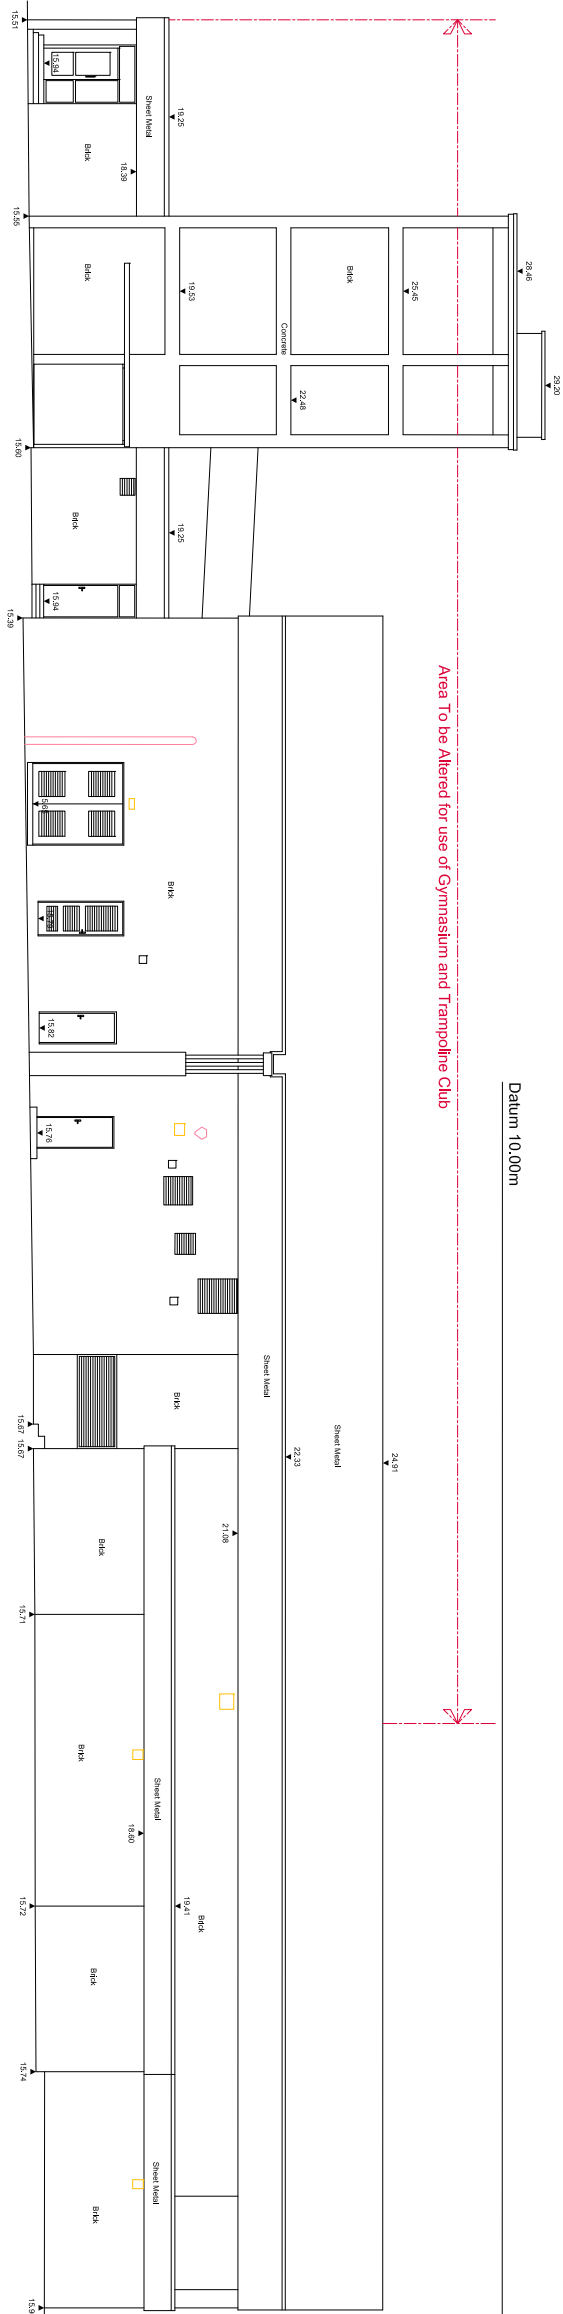 15.51
15.94
Sheet Metal
19.25
Brick
18.39
15.55
28.46
Brick
19.53
Brick
25.45
Concrete
29.20
22.48
15.60
Brick
19.25
15.94
15.39
Area To be Altered for use of Gymnasium and Trampoline Club
5.65
Brick
15.82
Datum 10.00m
15.76
Sheet Metal
Brick
15.67
Sheet Metal
15.67
22.33
24.91
21.08
Brick
15.71
Brick
Sheet Metal
18.60
15.72
19.41
Brick
Brick
15.74
Sheet Metal
Brick
15.9